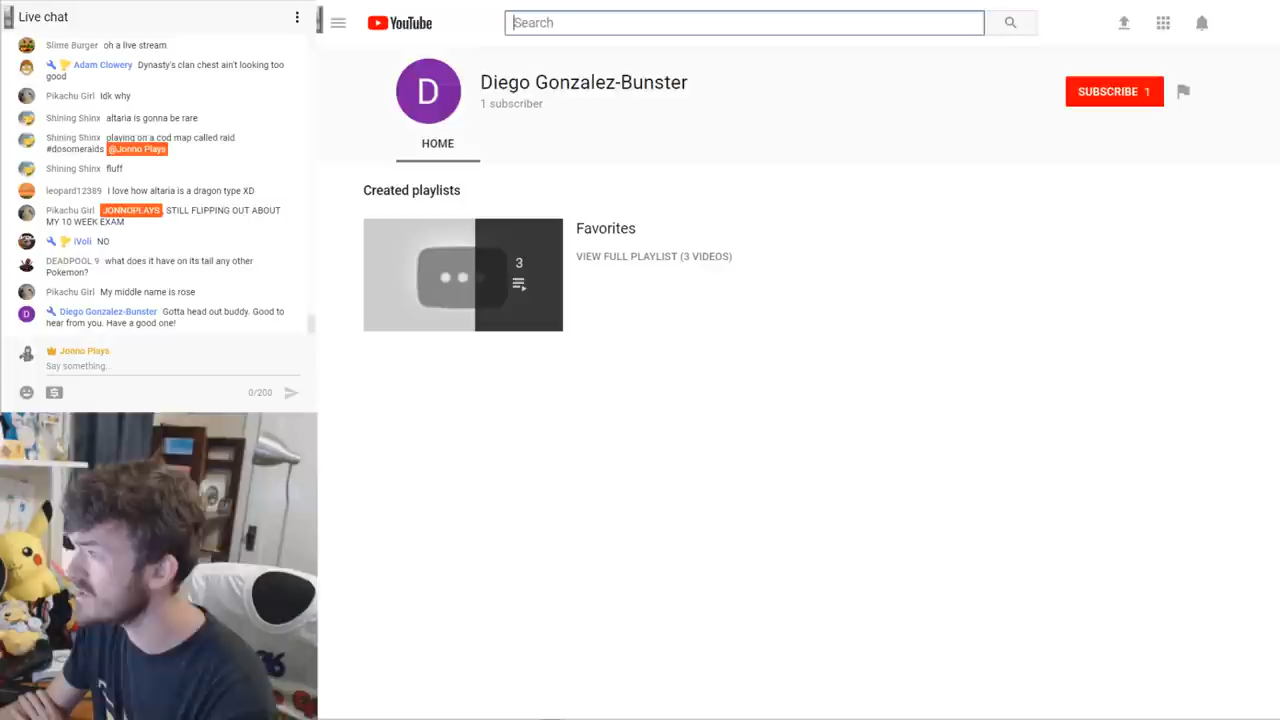 Live chat
Slime Burger oh a live stream
Adam Clowery Dynasty's clan chest ain't looking too
good
Pikachu Girl Idk why
Shining Shinx altaria is gonna be rare
Shining Shinx playing on a cod map called raid
#dosomeraids @Jonno Plays
Shining Shinx fluff
leopard12389 I love how altaria is a dragon type XD
Pikachu Girl JONNOPLAYS STILL FLIPPING OUT ABOUT
MY 10 WEEK EXAM
iVoli NO
DEADPOOL 9 what does it have on its tail any other
Pokemon?
Pikachu Girl My middle name is rose
Diego Gonzalez-Bunster Gotta head out buddy. Good to
hear from you. Have a good one!
Jonno Plays
Say something...
0/200
YouTube
Search
D
Diego Gonzalez-Bunster
1 subscriber
SUBSCRIBE 1
HOME
Created playlists
3
Favorites
VIEW FULL PLAYLIST (3 VIDEOS)